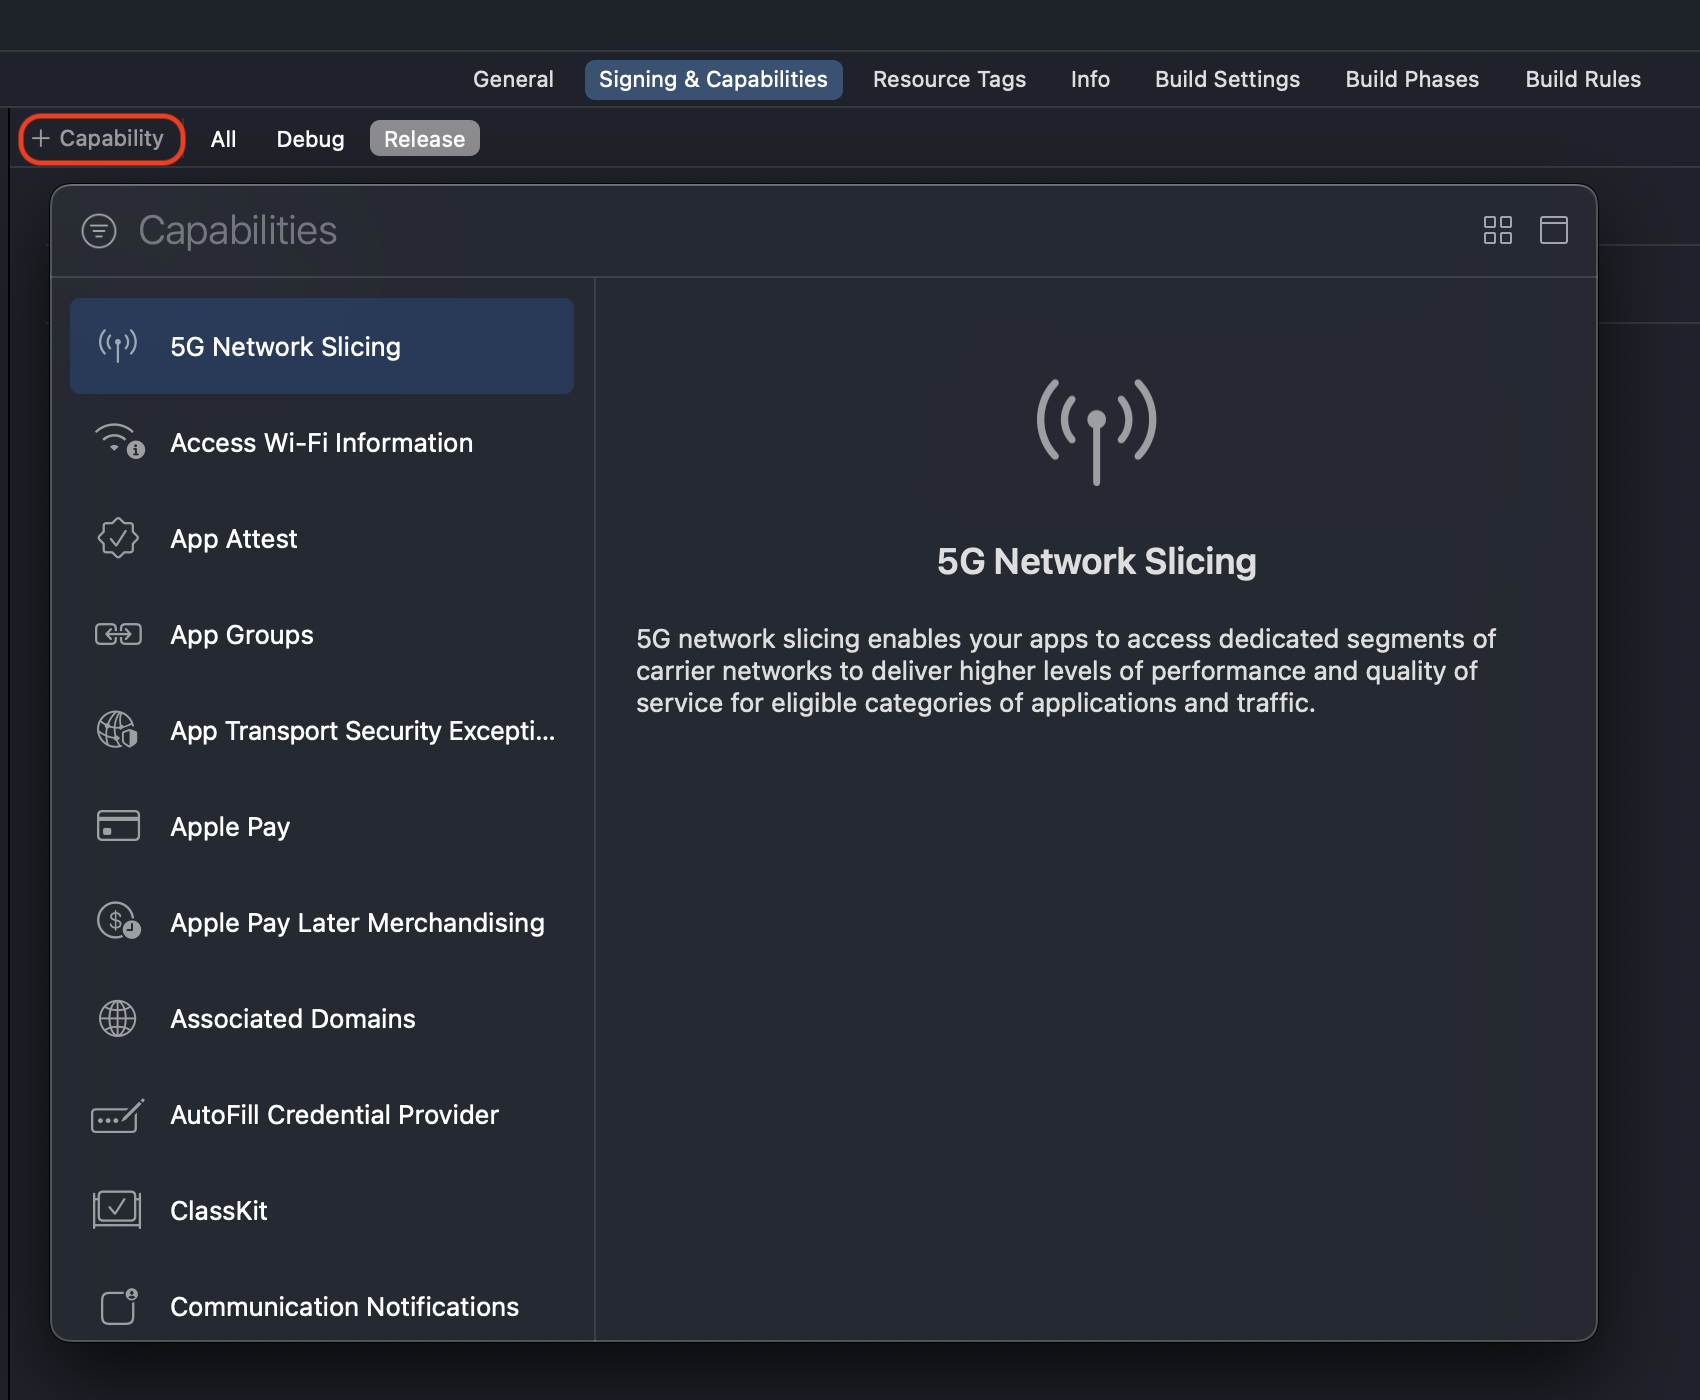 General Signing & Capabilities Resource Tags Info Build Settings Build Phases Build Rules
+ Capability All Debug Release
Capabilities
5G Network Slicing
Access Wi-Fi Information
App Attest
App Groups
App Transport Security Excepti...
Apple Pay
Apple Pay Later Merchandising
Associated Domains
AutoFill Credential Provider
ClassKit
Communication Notifications
5G Network Slicing
5G network slicing enables your apps to access dedicated segments of
carrier networks to deliver higher levels of performance and quality of
service for eligible categories of applications and traffic.